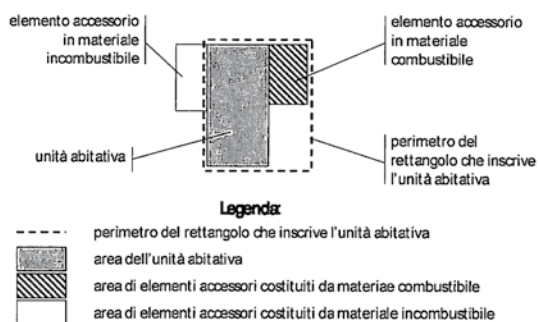 elemento accessorio
in materiale
incombustibile
elemento accessorio
in materiale
combustibile
unità abitativa
perimetro del
rettangolo che inscrive
l'unità abitativa
Legenda:
perimetro del rettangolo che inscrive l'unità abitativa
area dell'unità abitativa
area di elementi accessori costituiti da materiae combustibile
area di elementi accessori costituiti da materiale incombustibile